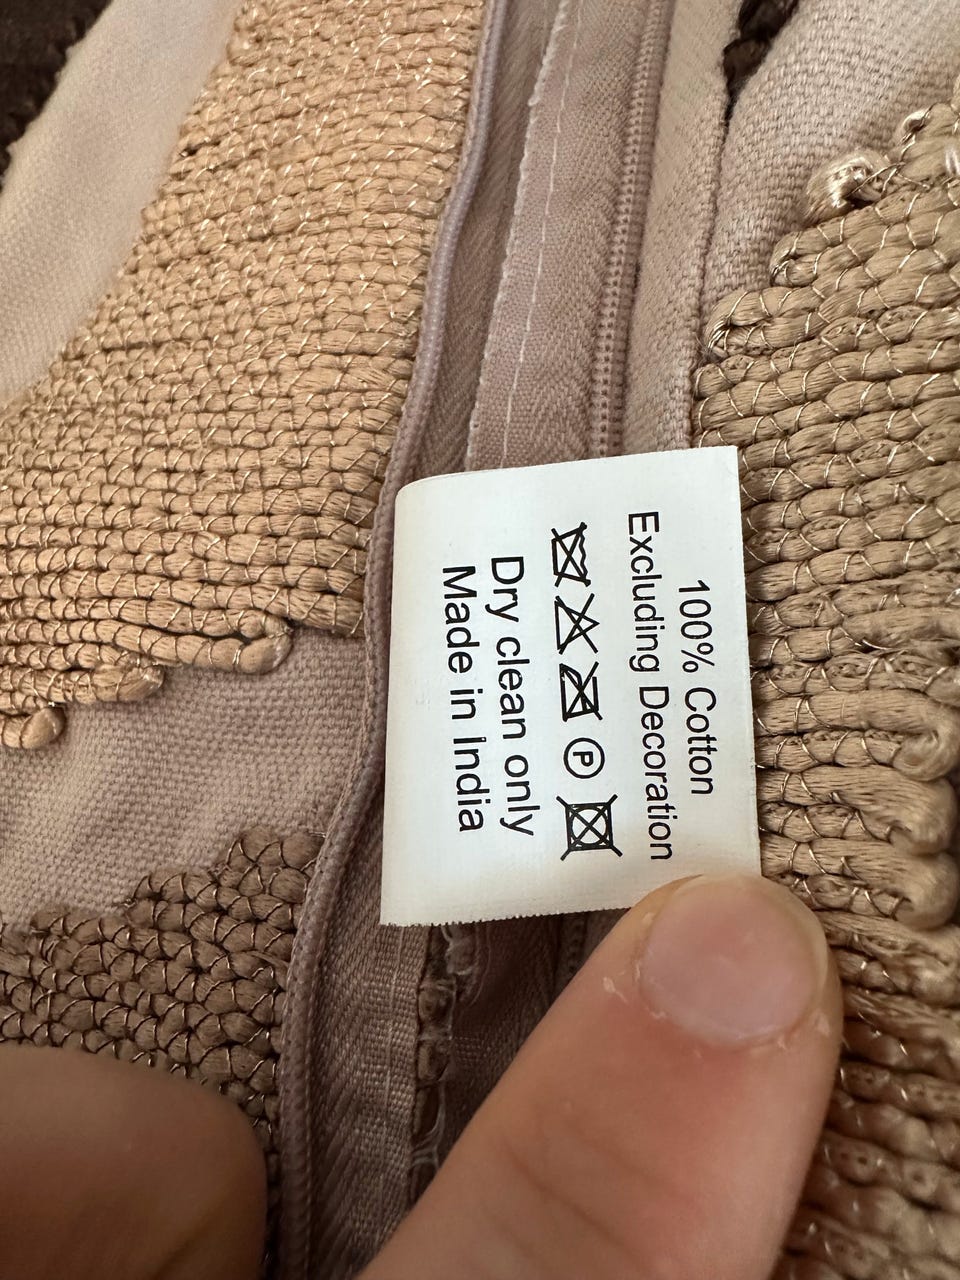 100% Cotton
Excluding Decoration
P
Dry clean only
Made in India